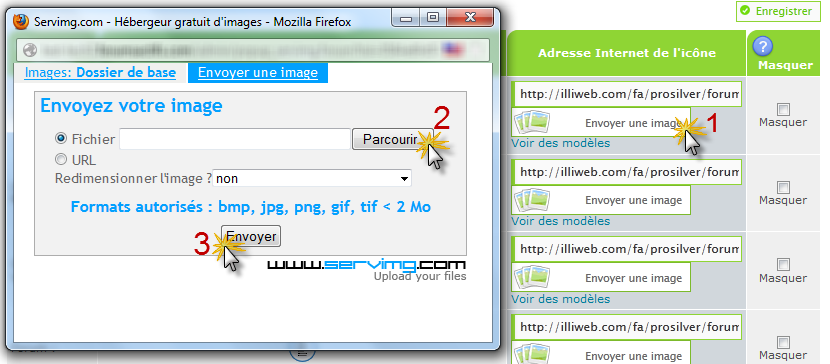 Servimg.com - Hébergeur gratuit d'images - Mozilla Firefox
Images: Dossier de base
Envoyer une image
Envoyez votre image
Fichier
Parcourir
2
URL
Redimensionner l'image ? non
Formats autorisés : bmp, jpg, png, gif, tif < 2 Mo
3
Envoyer
www.servimg.com
Upload your files
Enregistrer
Adresse Internet de l'icône
?
Masquer
http://illiweb.com/fa/prosilver/forum
Envoyer une image
1
Voir des modèles
Masquer
http://illiweb.com/fa/prosilver/forum
Envoyer une image
Voir des modèles
Masquer
http://illiweb.com/fa/prosilver/forum
Envoyer une image
Voir des modèles
Masquer
http://illiweb.com/fa/prosilver/forum
Envoyer une image
Masquer